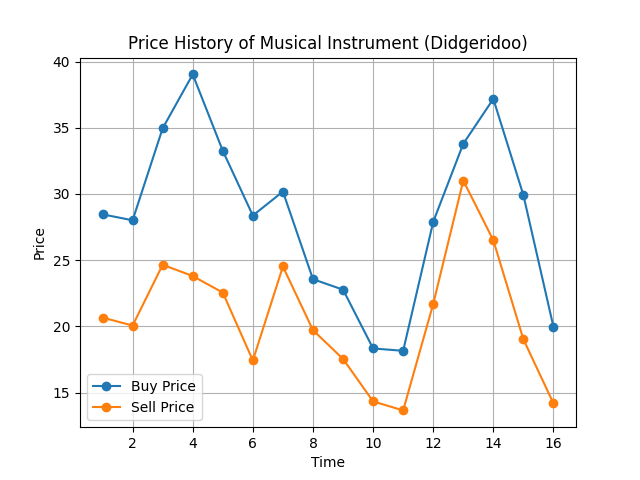 Price History of Musical Instrument (Didgeridoo)
40
35
30
25
20
15
Price
Buy Price
Sell Price
2 4 6 8 10 12 14 16
Time